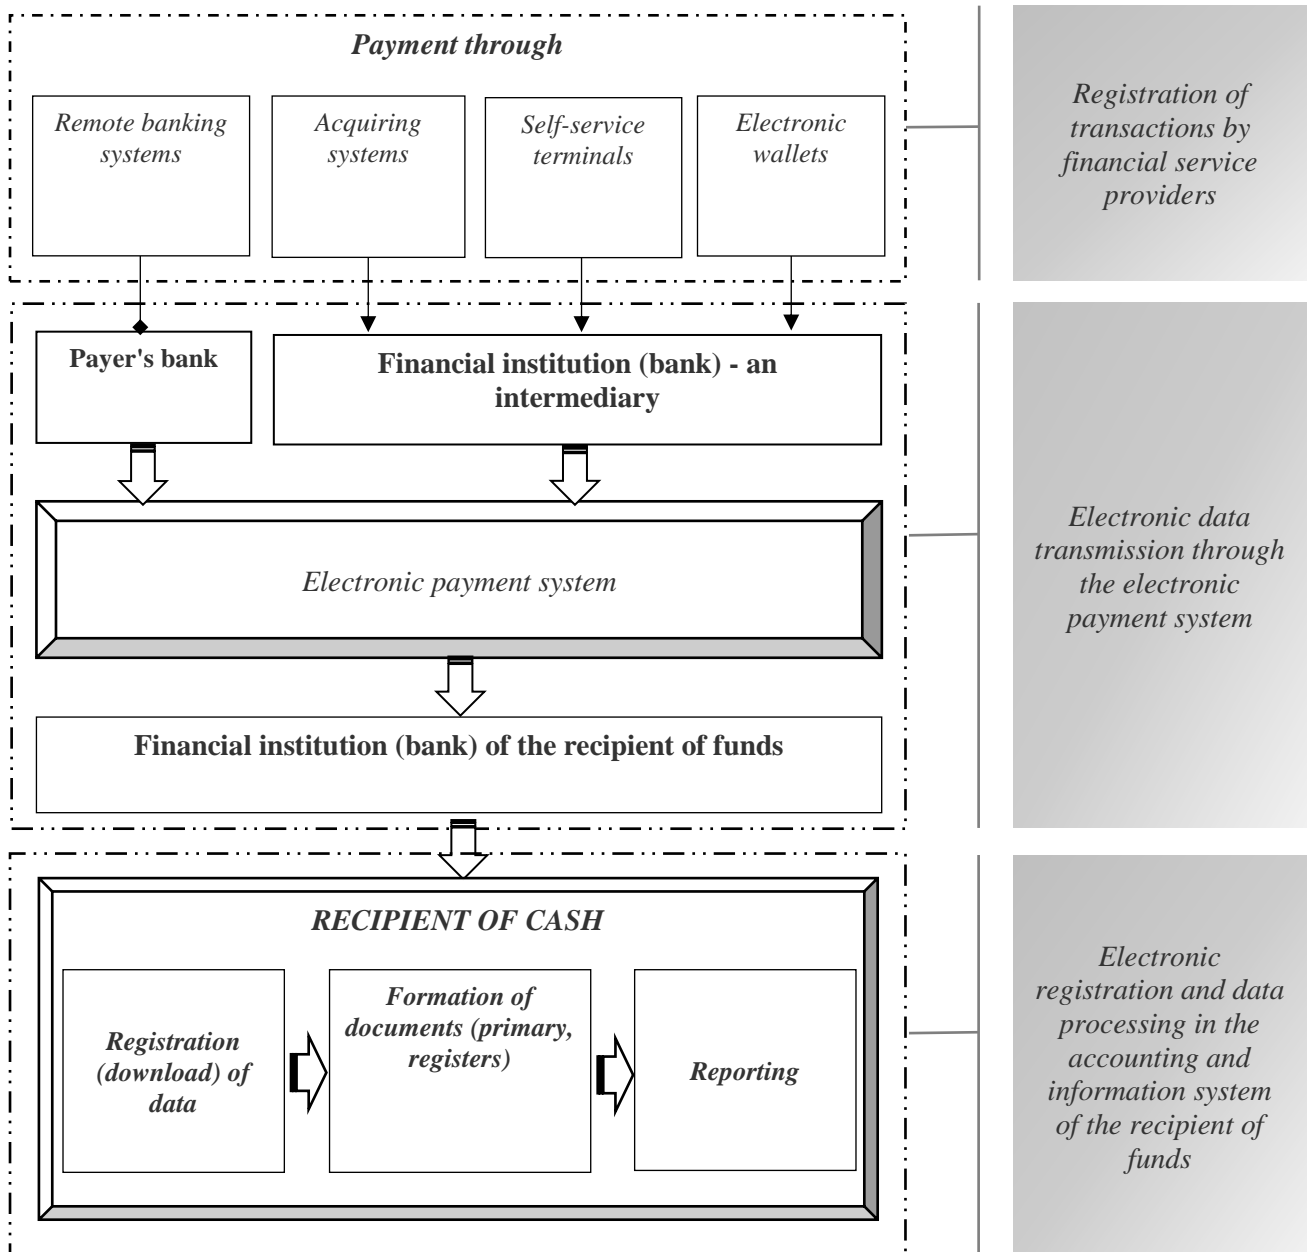 Payment through
Remote banking
systems
Acquiring
systems
Self-service
terminals
Electronic
wallets
Registration of
transactions by
financial service
providers
Payer's bank
Financial institution (bank) - an
intermediary
Electronic payment system
Financial institution (bank) of the recipient of funds
Electronic data
transmission through
the electronic
payment system
RECIPIENT OF CASH
Registration
(download) of
data
Formation of
documents (primary,
registers)
Reporting
Electronic
registration and data
processing in the
accounting and
information system
of the recipient of
funds